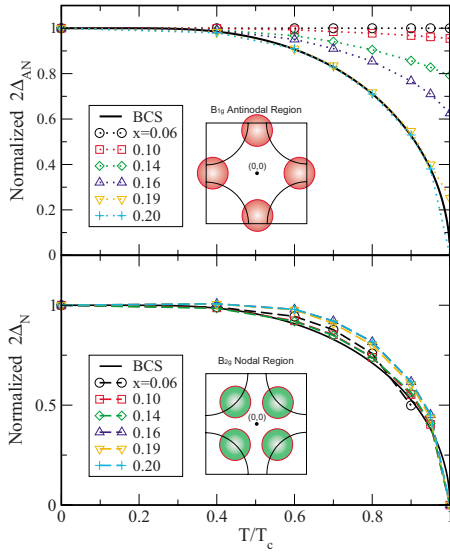 Normalized 2Δ_AN
1
0.8
0.6
0.4
0.2
0
B1g Antinodal Region
(0,0)
BCS
x=0.06
0.10
0.14
0.16
0.19
0.20
Normalized 2Δ_N
1
0.5
0
B2g Nodal Region
(0,0)
BCS
x=0.06
0.10
0.14
0.16
0.19
0.20
0 0.2 0.4 0.6 0.8 1
T/T_c